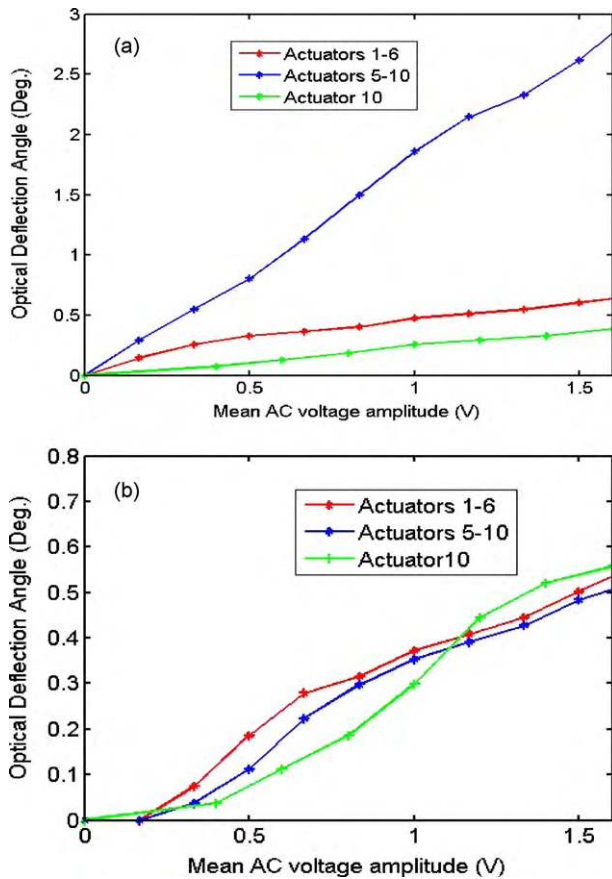 (a)
Actuators 1-6
Actuators 5-10
Actuator 10
3
2.5
2
1.5
1
0.5
0
0 0.5 1 1.5
Optical Deflection Angle (Deg.)
Mean AC voltage amplitude (V)
(b)
Actuators 1-6
Actuators 5-10
Actuator10
0.8
0.7
0.6
0.5
0.4
0.3
0.2
0.1
0
0 0.5 1 1.5
Optical Deflection Angle (Deg.)
Mean AC voltage amplitude (V)